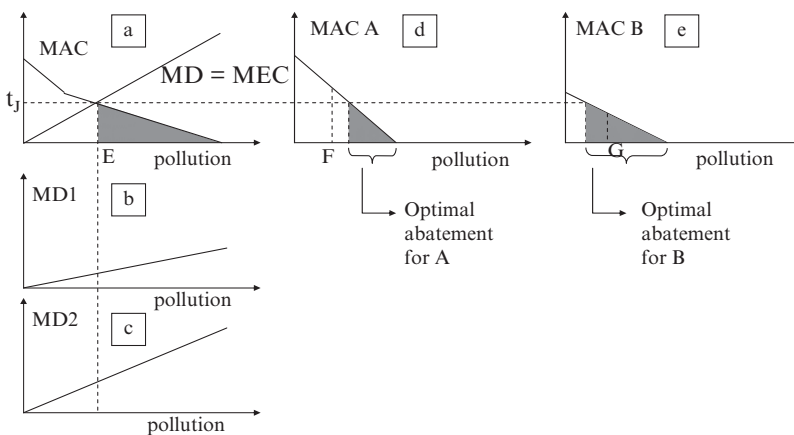 a
MAC
MD = MEC
t_J
E
pollution
MAC A
d
F
pollution
Optimal
abatement
for A
MAC B
e
G
pollution
Optimal
abatement
for B
MD1
b
pollution
MD2
c
pollution